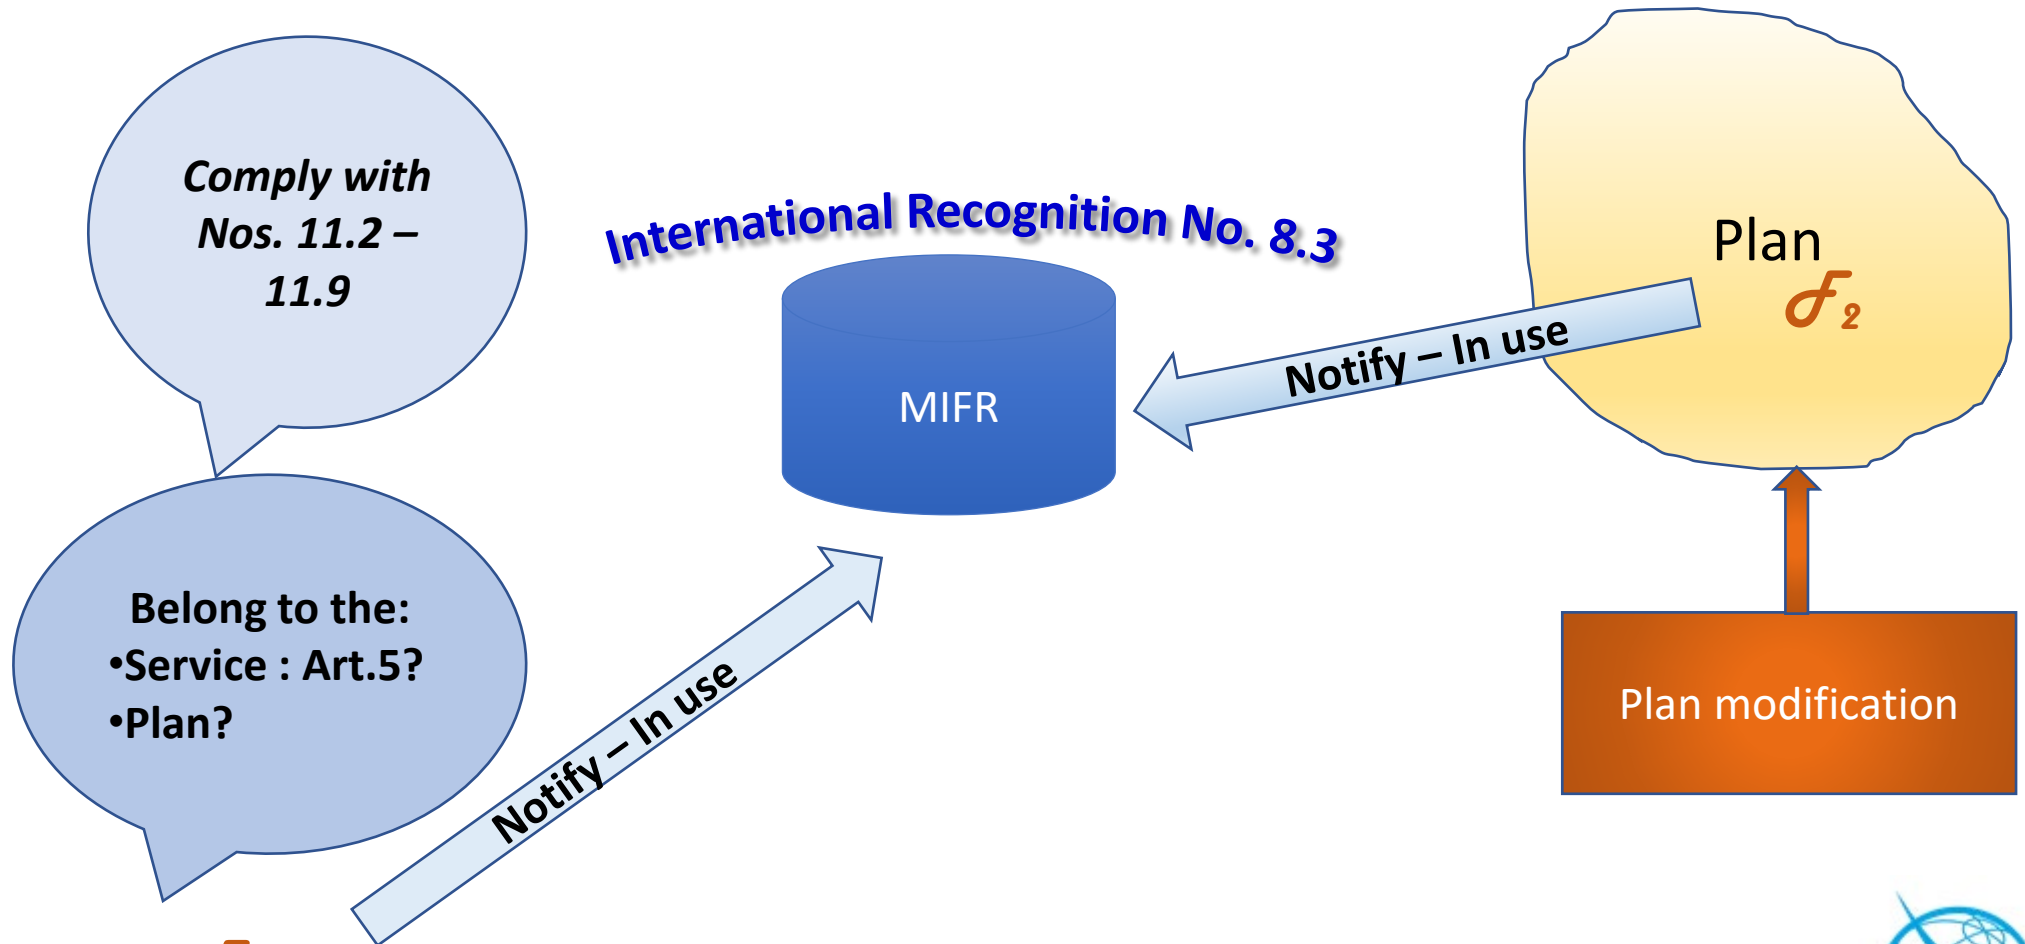 Comply with
Nos. 11.2 –
11.9
International Recognition No. 8.3
MIFR
Plan
F2
Notify – In use
Belong to the:
•Service : Art.5?
•Plan?
Notify – In use
Plan modification